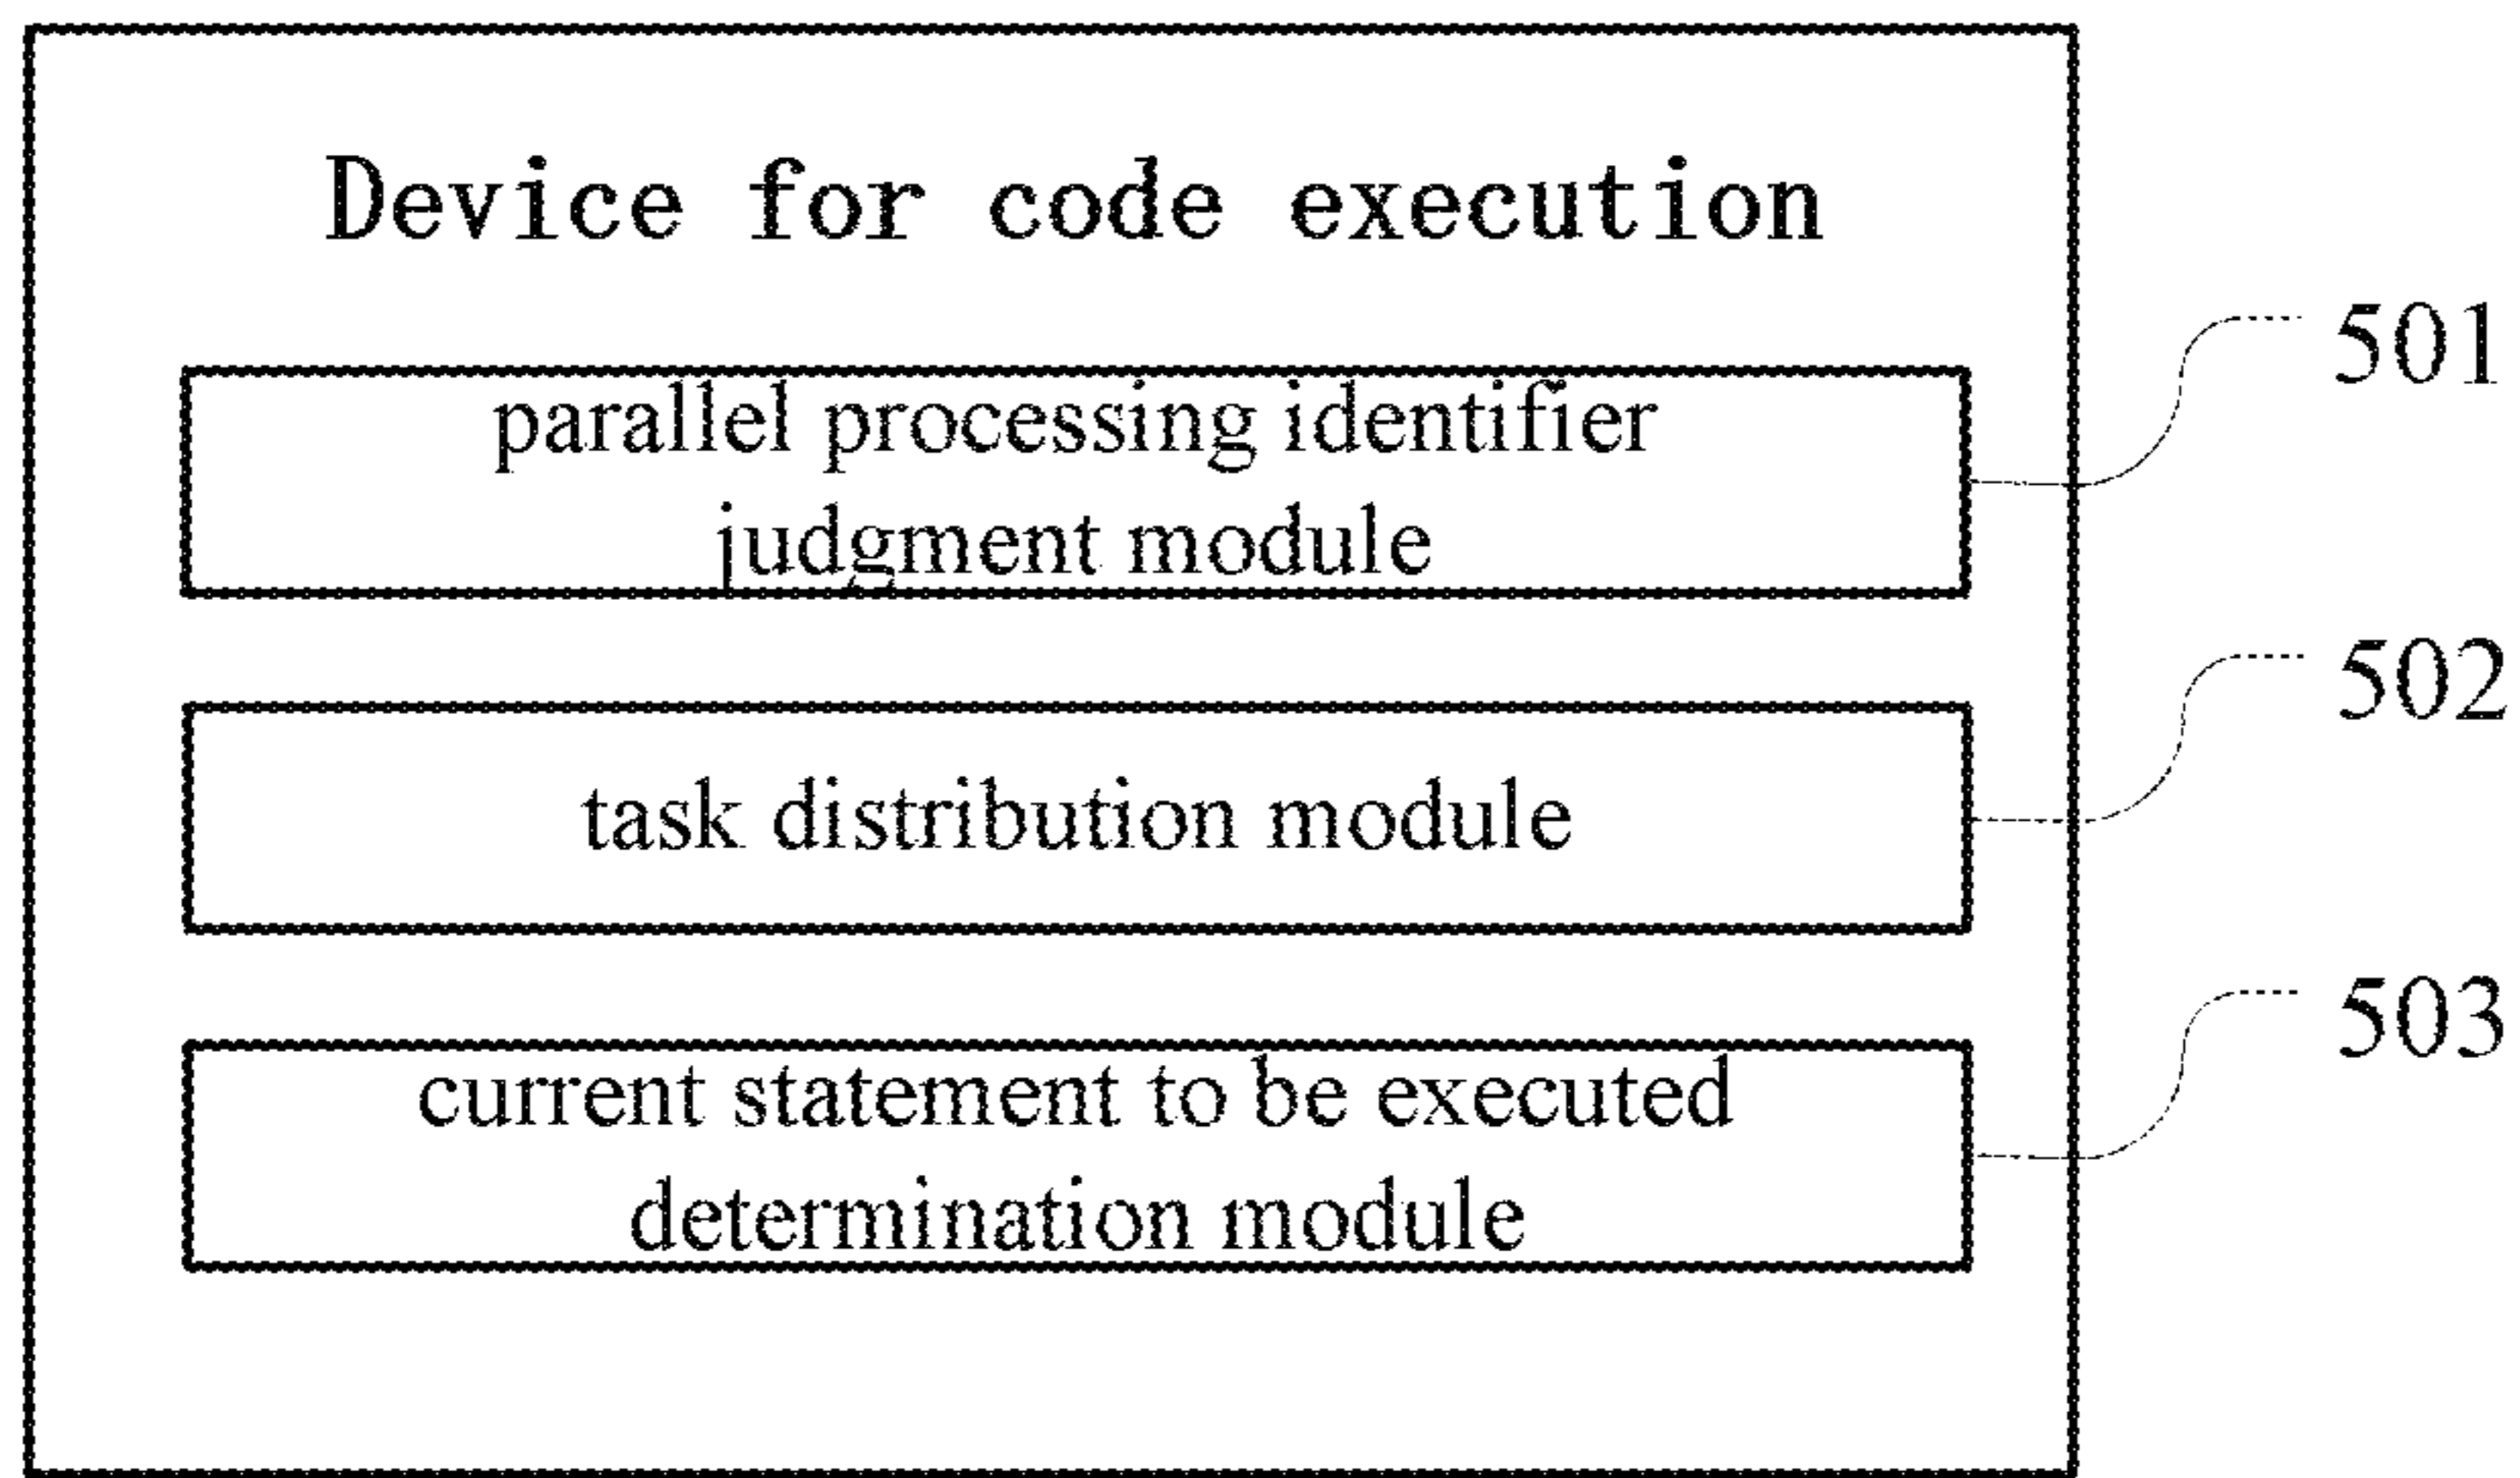 Device for code execution
501
parallel processing identifier
judgment module
502
task distribution module
503
current statement to be executed
determination module